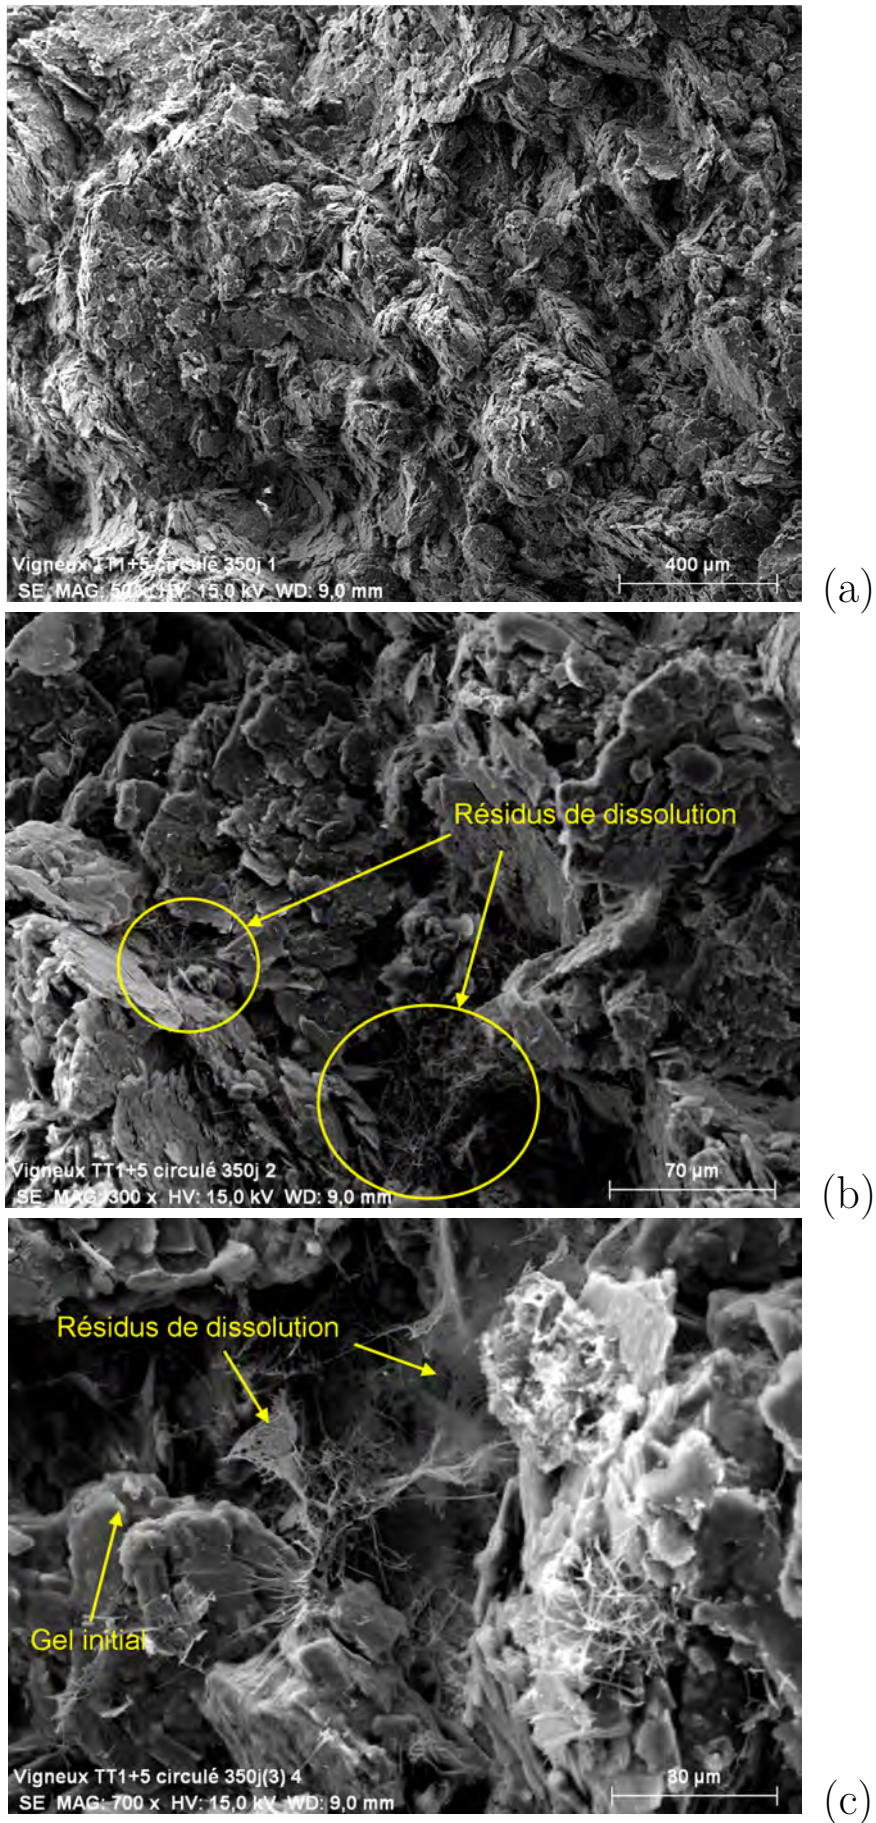 Vigneux TT1+5 circulé 350j 1
400 µm
SE MAG: 50 x HV: 15,0 kV WD: 9,0 mm
(a)
Résidus de dissolution
Vigneux TT1+5 circulé 350j 2
70 µm
SE MAG: 300 x HV: 15,0 kV WD: 9,0 mm
(b)
Résidus de dissolution
Gel initial
Vigneux TT1+5 circulé 350j(3) 4
30 µm
SE MAG: 700 x HV: 15,0 kV WD: 9,0 mm
(c)